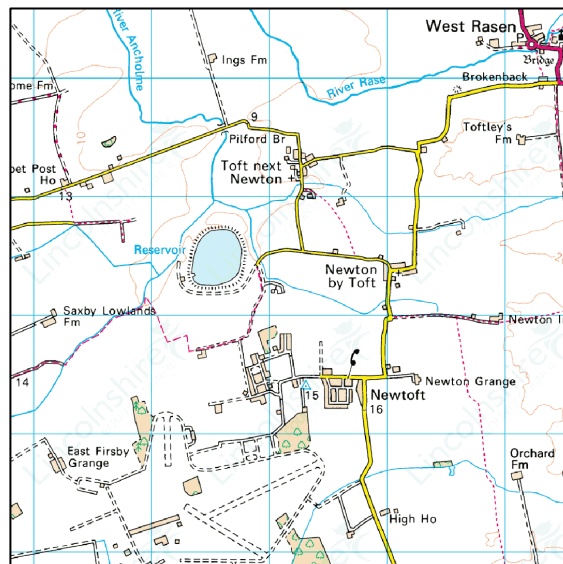 West Rasen
P
Bridge
River Ancholme
Ings Fm
River Rase
Brokenback
ome Fm
9
Pilford Br
Toftley's
Fm
Toft next
Newton
pet Post
Ho
13
Reservoir
Newton
by Toft
Saxby Lowlands
Fm
Newton
14
15
Newton Grange
Newtoft
16
East Firsby
Grange
Orchard
Fm
High Ho
Lincolnshire